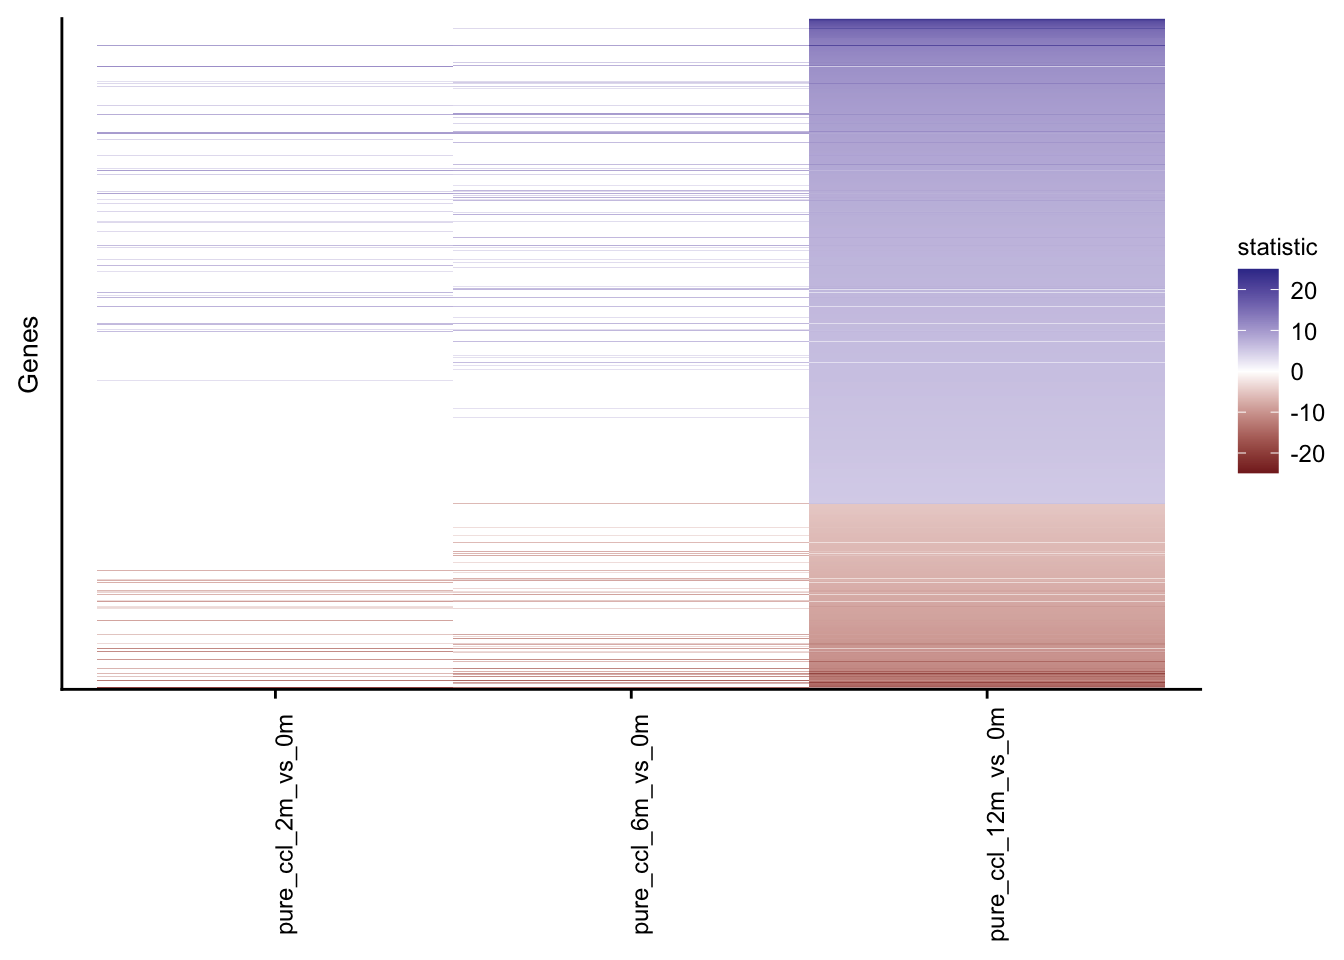 Genes
statistic
20
10
0
-10
-20
pure_ccl_2m_vs_0m
pure_ccl_6m_vs_0m
pure_ccl_12m_vs_0m